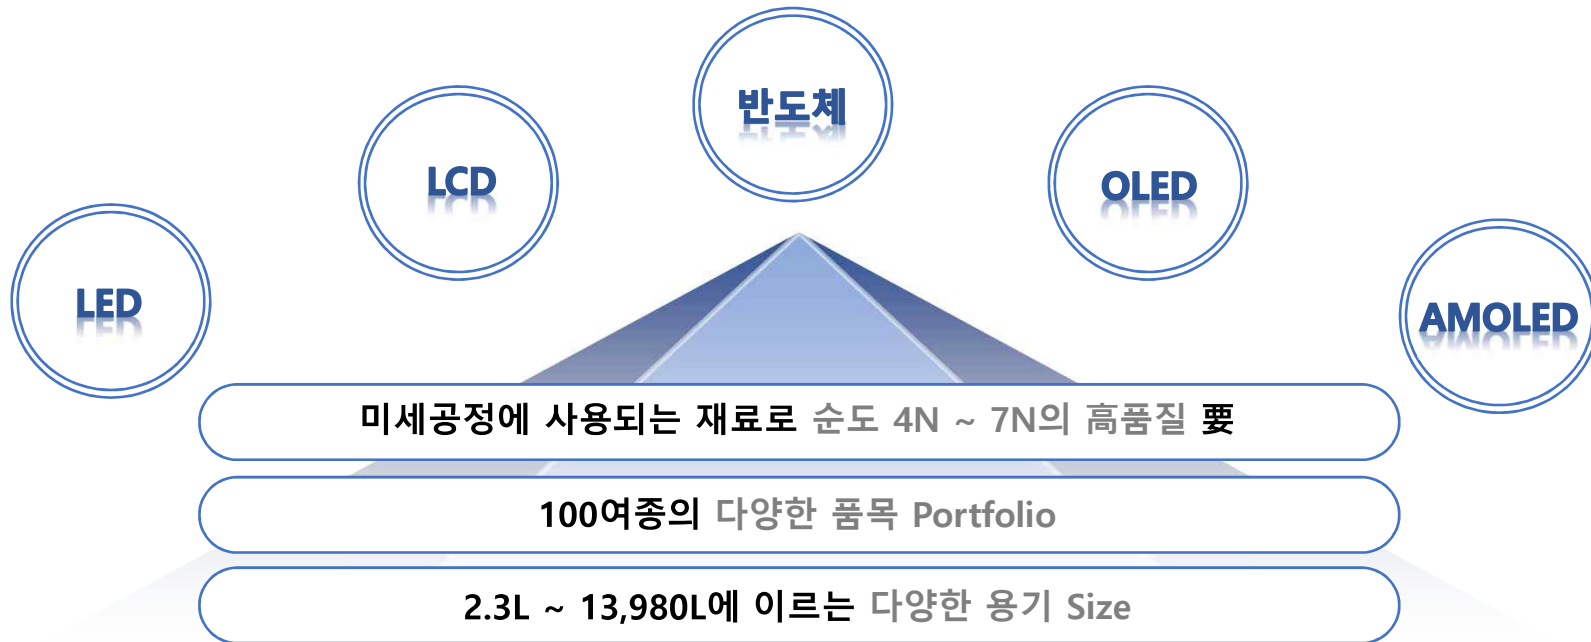 반도체
LCD
OLED
LED
AMOLED
미세공정에 사용되는 재료로 순도 4N ~ 7N의 高품질 要
100여종의 다양한 품목 Portfolio
2.3L ~ 13,980L에 이르는 다양한 용기 Size